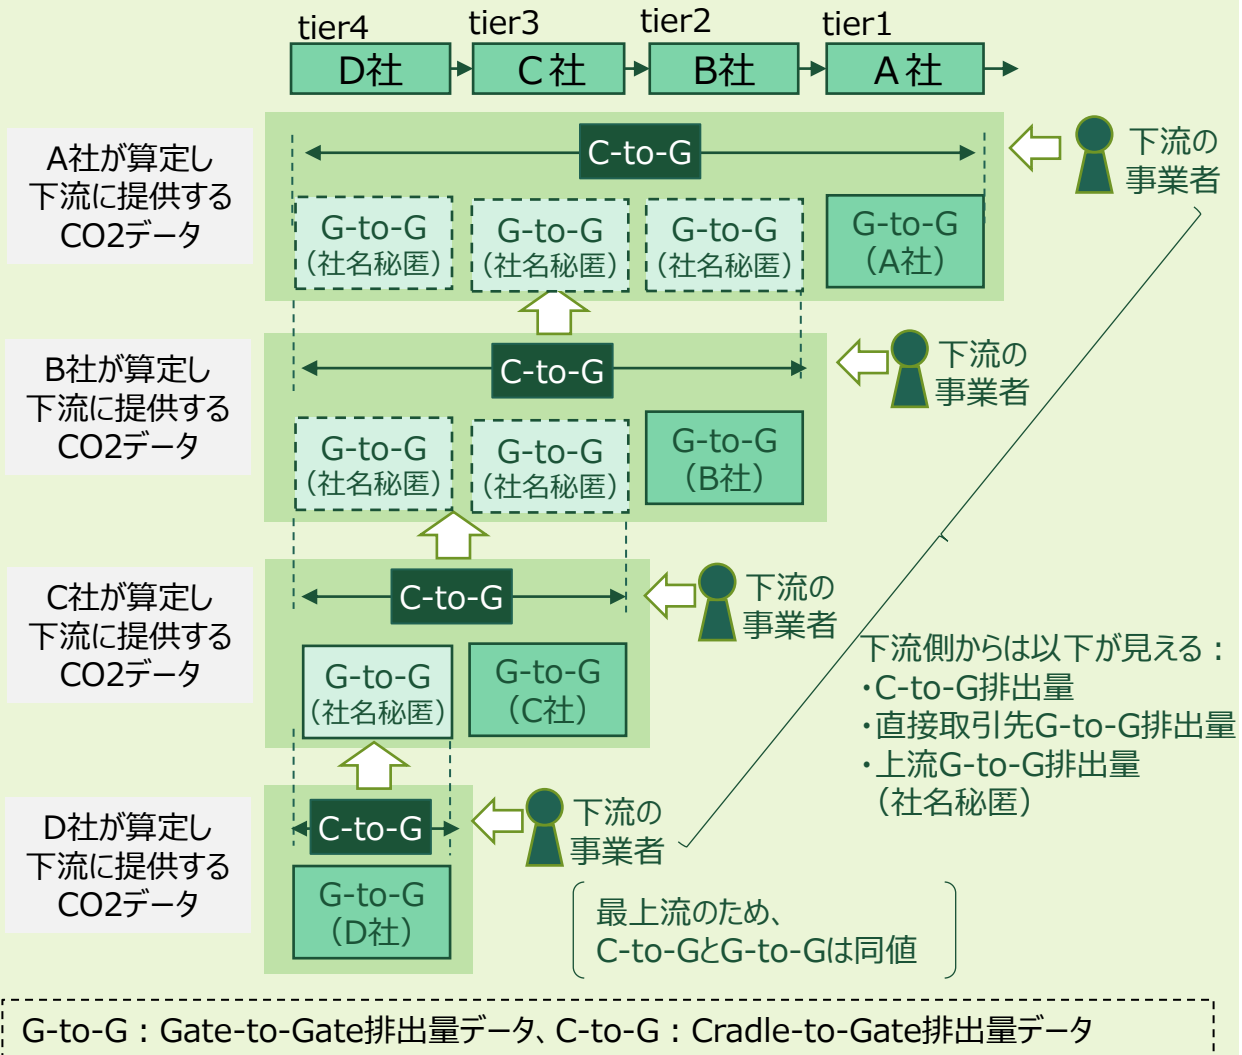 tier4
tier3
tier2
tier1
D社
C社
B社
A社
A社が算定し
下流に提供する
CO2データ
C-to-G
下流の
事業者
G-to-G
(社名秘匿)
G-to-G
(社名秘匿)
G-to-G
(社名秘匿)
G-to-G
(A社)
B社が算定し
下流に提供する
CO2データ
C-to-G
下流の
事業者
G-to-G
(社名秘匿)
G-to-G
(社名秘匿)
G-to-G
(B社)
C社が算定し
下流に提供する
CO2データ
C-to-G
下流の
事業者
G-to-G
(社名秘匿)
G-to-G
(C社)
下流側からは以下が見える：
・C-to-G排出量
・直接取引先G-to-G排出量
・上流G-to-G排出量
(社名秘匿)
D社が算定し
下流に提供する
CO2データ
C-to-G
下流の
事業者
G-to-G
(D社)
最上流のため、
C-to-GとG-to-Gは同値
G-to-G：Gate-to-Gate排出量データ、C-to-G：Cradle-to-Gate排出量データ